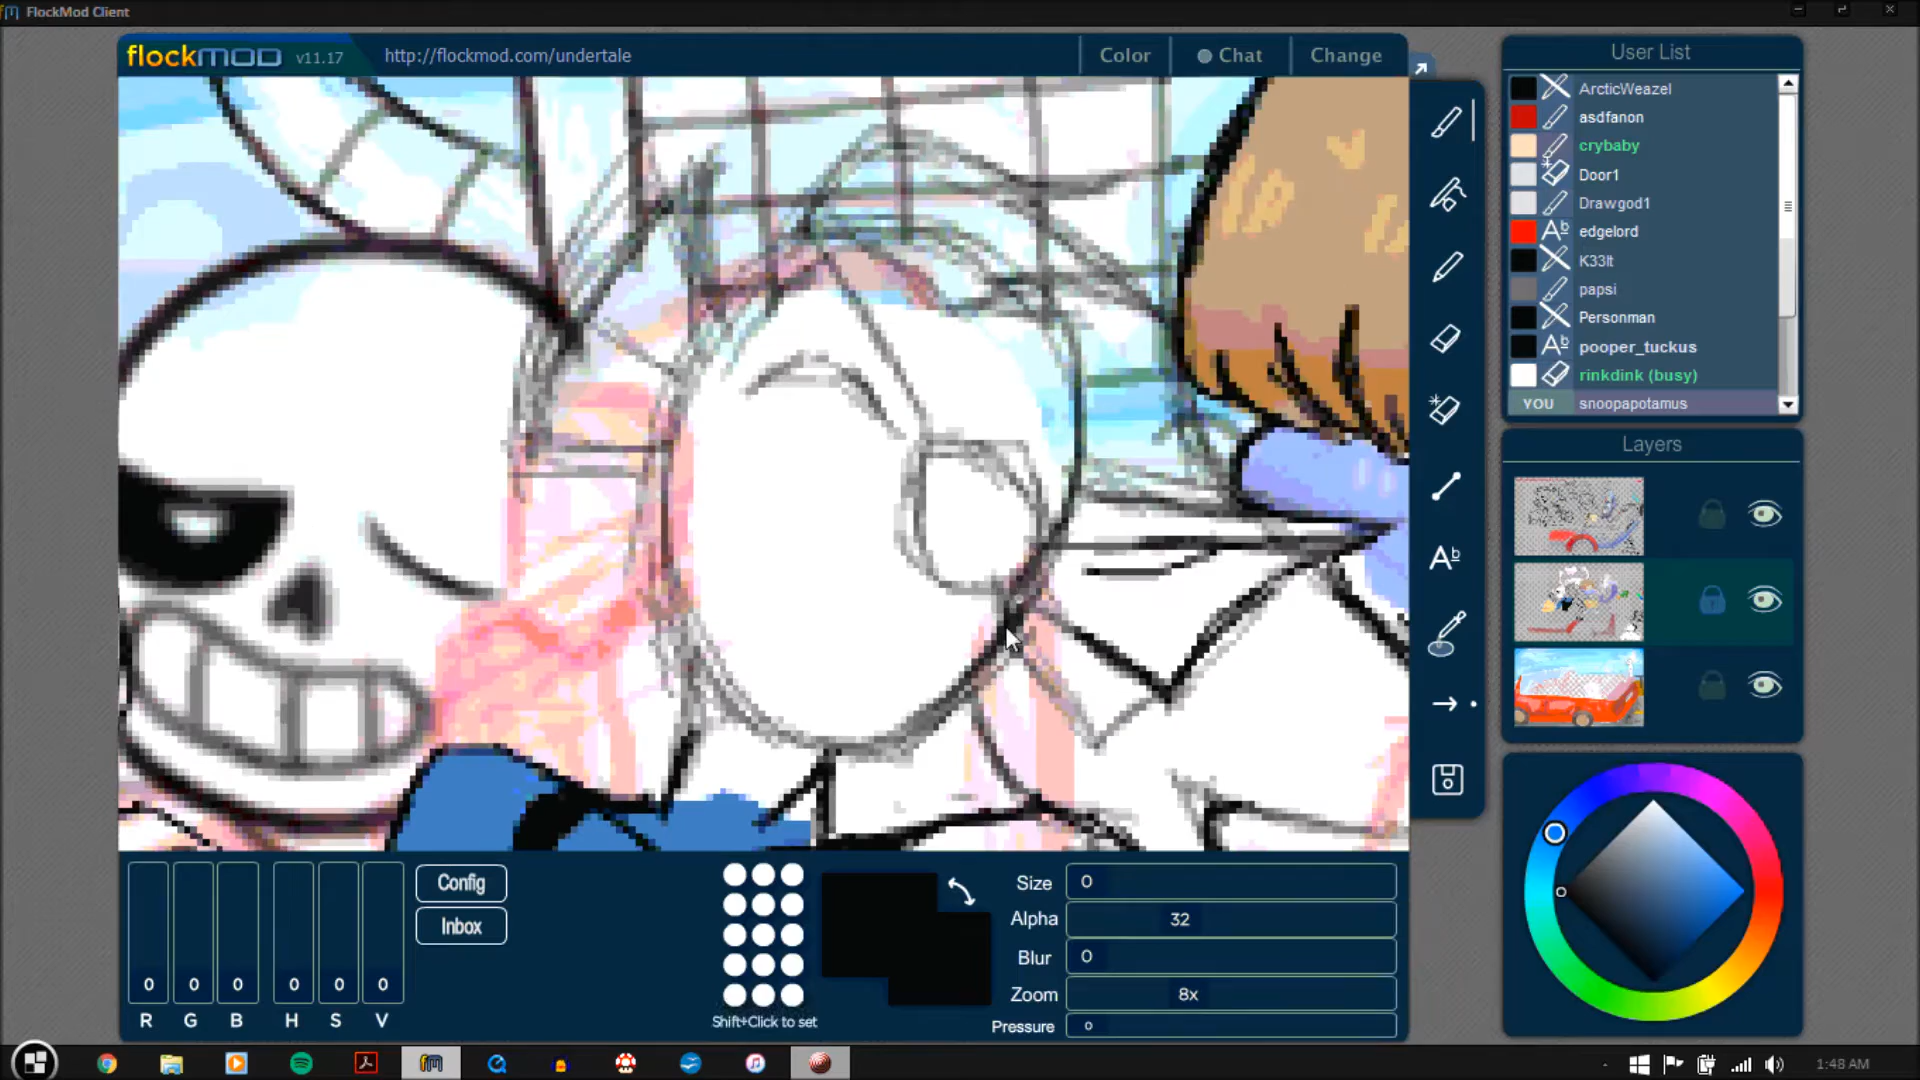 FlockMod Client
flockmod v11.17 http://flockmod.com/undertale Color Chat Change
User List
ArcticWeazel
asdfanon
crybaby
Door1
Drawgod1
edgelord
K33lt
papsi
Personman
pooper_tuckus
rinkdink (busy)
YOU snoopapotamus
Layers
Config
Inbox
0 0 0 0 0 0
R G B H S V
Shift+Click to set
Size 0
Alpha 32
Blur 0
Zoom 8x
Pressure 0
1:48 AM